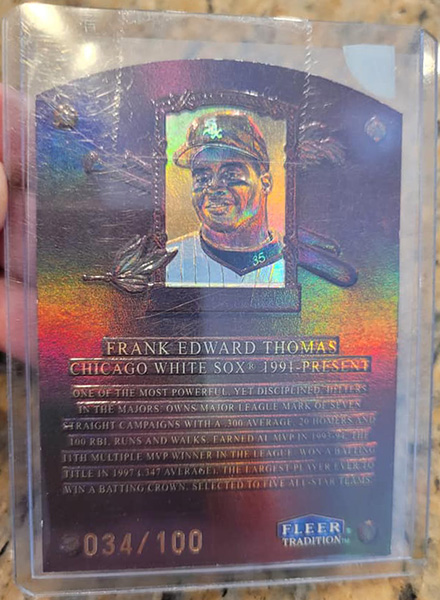 35
FRANK EDWARD THOMAS
CHICAGO WHITE SOX® 1991-PRESENT
ONE OF THE MOST POWERFUL, YET DISCIPLINED, HITTERS
IN THE MAJORS. OWNS MAJOR LEAGUE MARK OF SEVEN
STRAIGHT CAMPAIGNS WITH A .300 AVERAGE, 20 HOMERS AND
100 RBI, RUNS AND WALKS. EARNED AL MVP IN 1993-94, THE
11TH MULTIPLE MVP WINNER IN THE LEAGUE. WON A BATTING
TITLE IN 1997 (.347 AVERAGE), THE LARGEST PLAYER EVER TO
WIN A BATTING CROWN. SELECTED TO FIVE ALL-STAR TEAMS.
034/100
FLEER®
TRADITION™